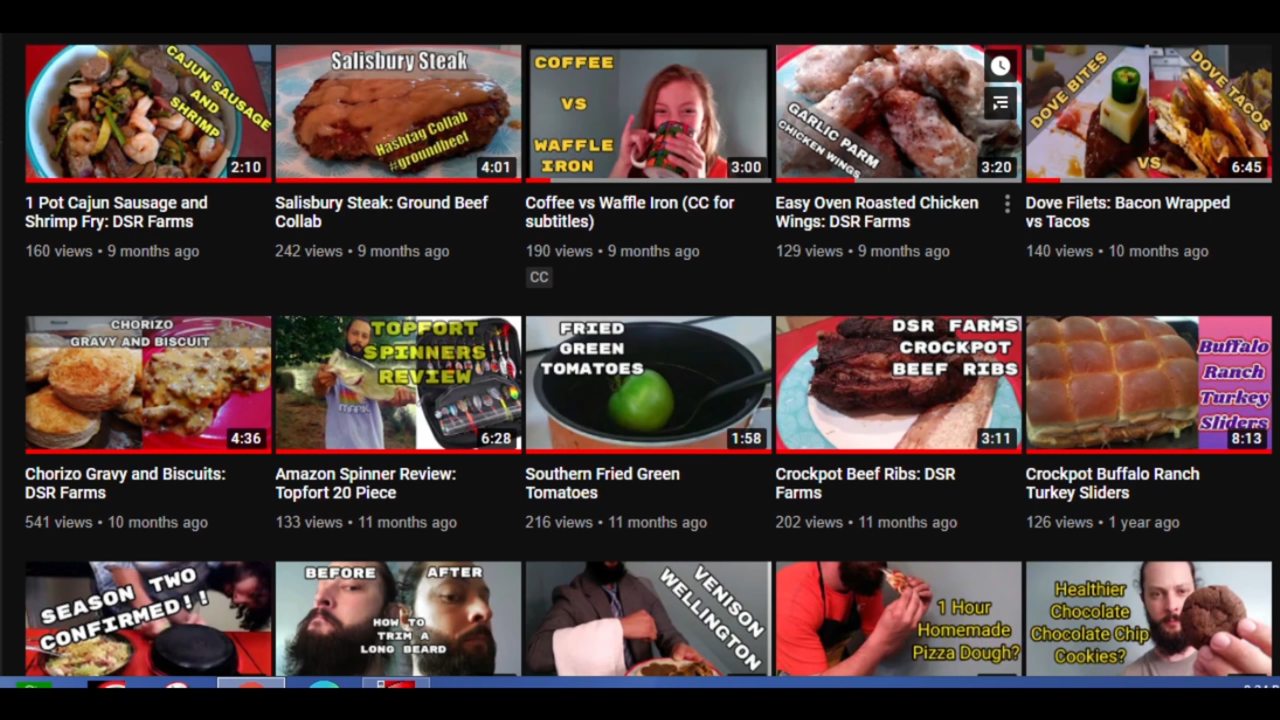 CAJUN SAUSAGE
AND
SHRIMP
2:10
Salisbury Steak
Hashtag Collab
#groundbeef
4:01
COFFEE
VS
WAFFLE
IRON
3:00
GARLIC PARM
CHICKEN WINGS
3:20
DOVE BITES
VS
DOVE TACOS
6:45
1 Pot Cajun Sausage and
Shrimp Fry: DSR Farms
160 views • 9 months ago
Salisbury Steak: Ground Beef
Collab
242 views • 9 months ago
Coffee vs Waffle Iron (CC for
subtitles)
190 views • 9 months ago
CC
Easy Oven Roasted Chicken
Wings: DSR Farms
129 views • 9 months ago
Dove Filets: Bacon Wrapped
vs Tacos
140 views • 10 months ago
CHORIZO
GRAVY AND BISCUIT
4:36
TOPFORT
SPINNERS
REVIEW
6:28
FRIED
GREEN
TOMATOES
1:58
DSR FARMS
CROCKPOT
BEEF RIBS
3:11
Buffalo
Ranch
Turkey
Sliders
8:13
Chorizo Gravy and Biscuits:
DSR Farms
541 views • 10 months ago
Amazon Spinner Review:
Topfort 20 Piece
133 views • 11 months ago
Southern Fried Green
Tomatoes
216 views • 11 months ago
Crockpot Beef Ribs: DSR
Farms
202 views • 11 months ago
Crockpot Buffalo Ranch
Turkey Sliders
126 views • 1 year ago
SEASON TWO
CONFIRMED!!
BEFORE AFTER
HOW TO
TRIM A
LONG BEARD
VENISON
WELLINGTON
1 Hour
Homemade
Pizza Dough?
Healthier
Chocolate
Chocolate Chip
Cookies?